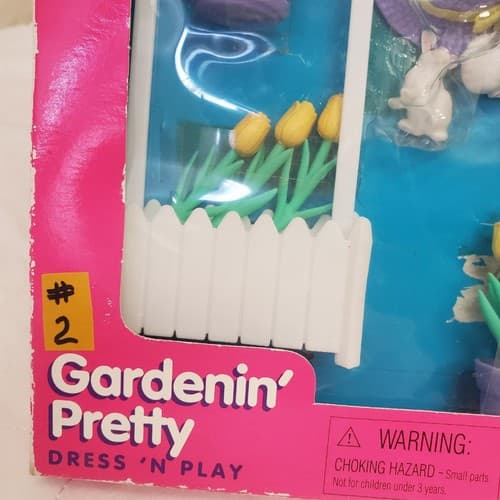 #
2
Gardenin'
Pretty
DRESS 'N PLAY
WARNING:
CHOKING HAZARD - Small parts
Not for children under 3 years.